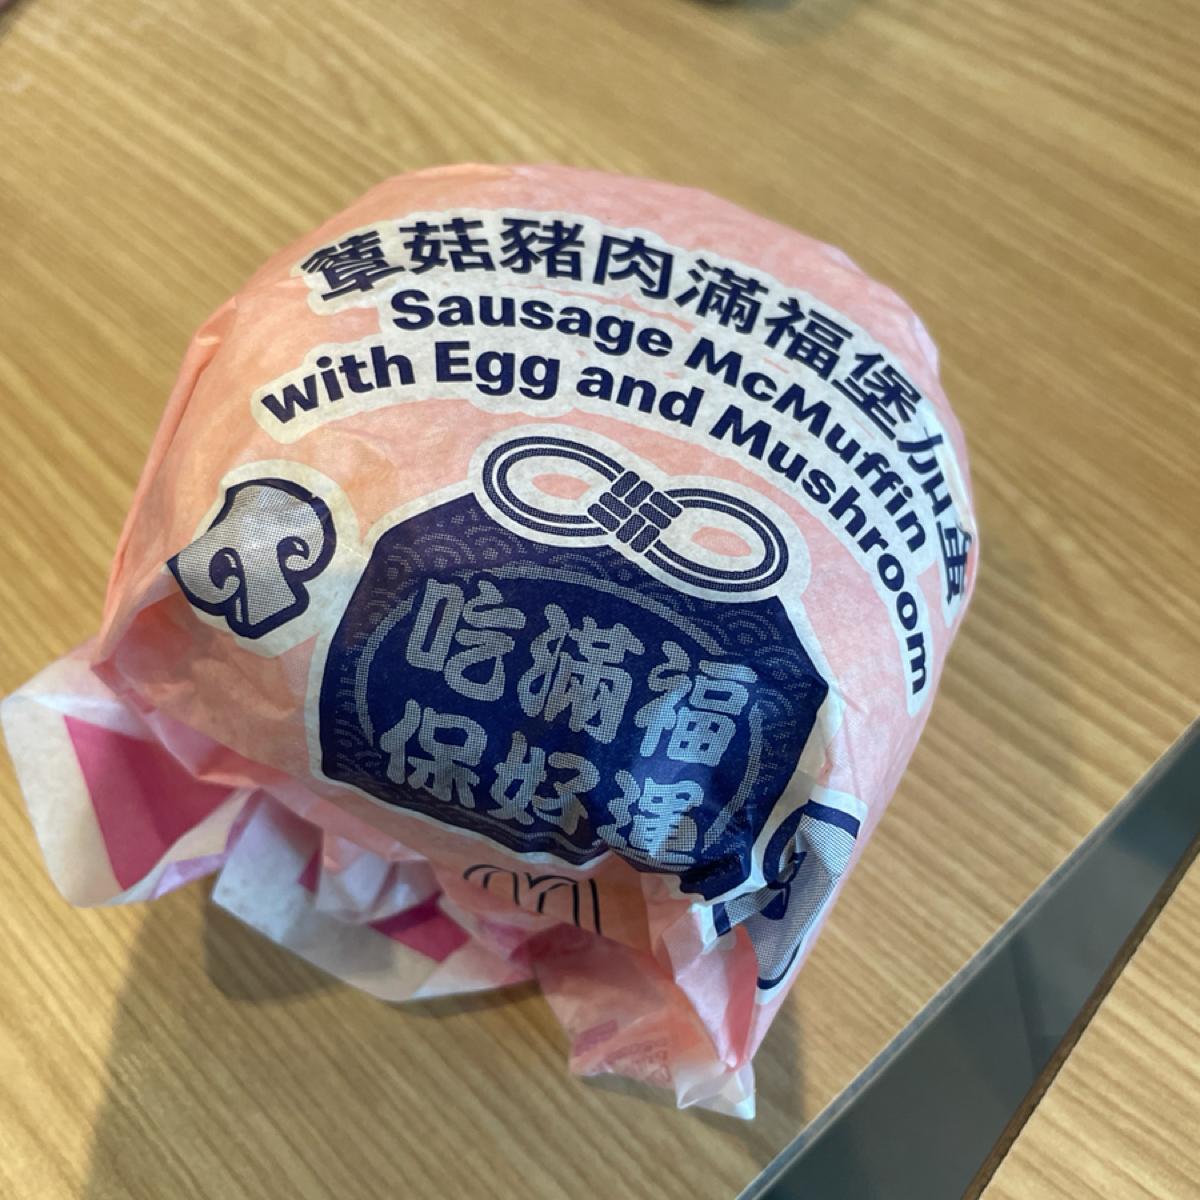 蕈菇豬肉滿福堡加蛋
Sausage McMuffin
with Egg and Mushroom
吃滿福
保好運